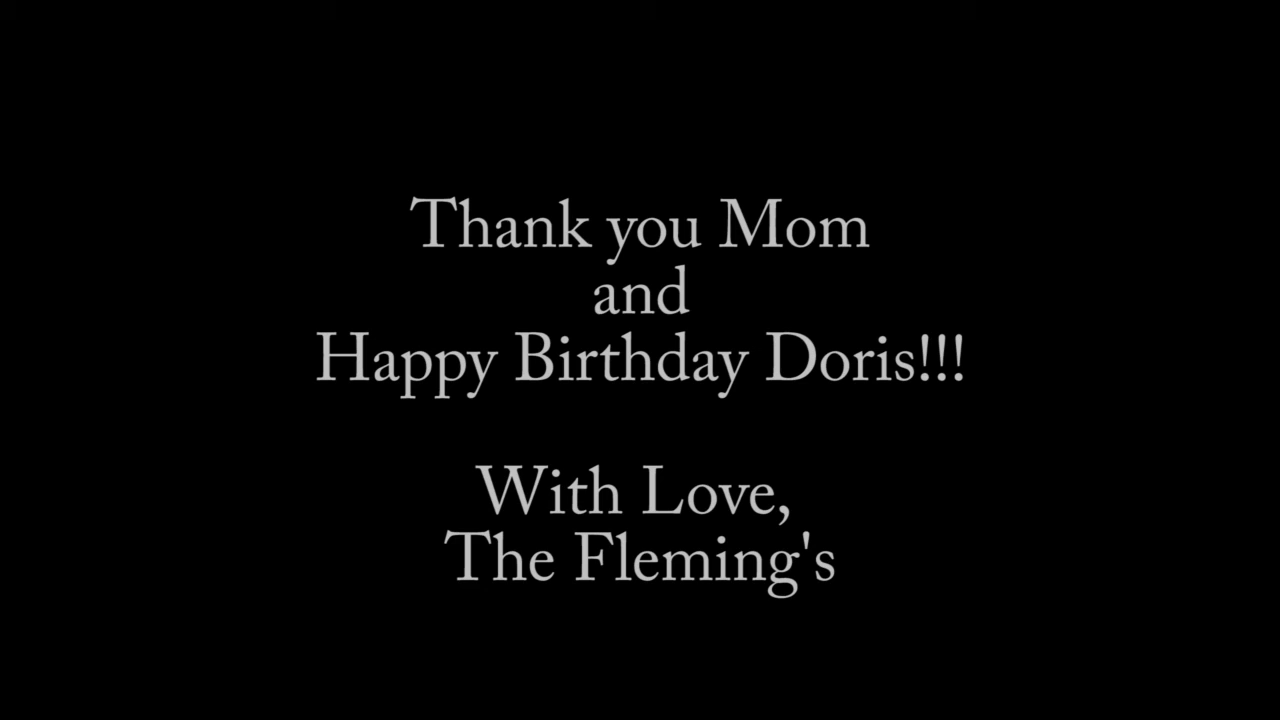 Thank you Mom
and
Happy Birthday Doris!!!
With Love,
The Fleming's